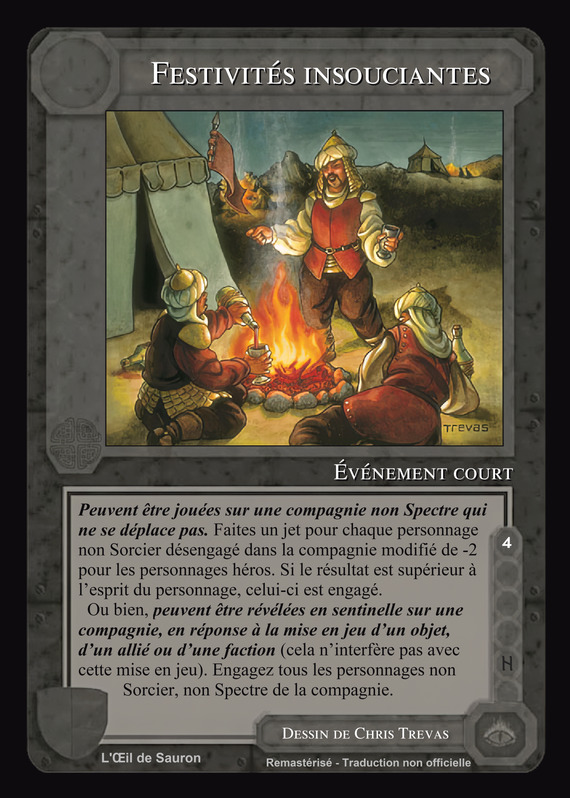 Festivités insouciantes
Trevas
Événement court
Peuvent être jouées sur une compagnie non Spectre qui
ne se déplace pas. Faites un jet pour chaque personnage
non Sorcier désengagé dans la compagnie modifié de -2
pour les personnages héros. Si le résultat est supérieur à
l'esprit du personnage, celui-ci est engagé.
Ou bien, peuvent être révélées en sentinelle sur une
compagnie, en réponse à la mise en jeu d'un objet,
d'un allié ou d'une faction (cela n'interfère pas avec
cette mise en jeu). Engagez tous les personnages non
Sorcier, non Spectre de la compagnie.
4
N
Dessin de Chris Trevas
L'Œil de Sauron
Remastérisé - Traduction non officielle